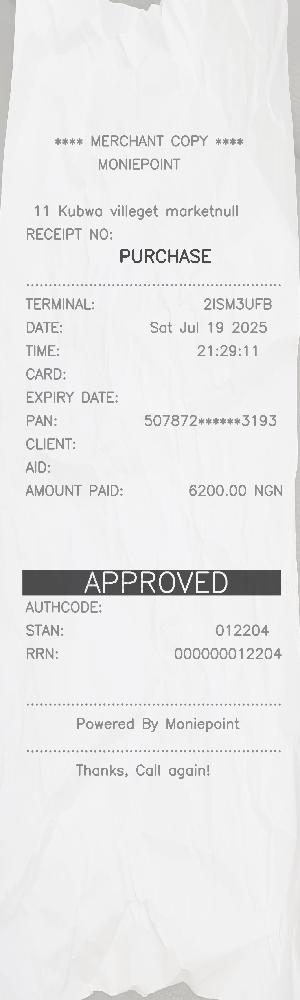 **** MERCHANT COPY ****
MONIEPOINT
11 Kubwa villeget marketnull
RECEIPT NO:
PURCHASE
TERMINAL: 2ISM3UFB
DATE: Sat Jul 19 2025
TIME: 21:29:11
CARD:
EXPIRY DATE:
PAN: 507872******3193
CLIENT:
AID:
AMOUNT PAID: 6200.00 NGN
APPROVED
AUTHCODE:
STAN: 012204
RRN: 000000012204
Powered By Moniepoint
Thanks, Call again!